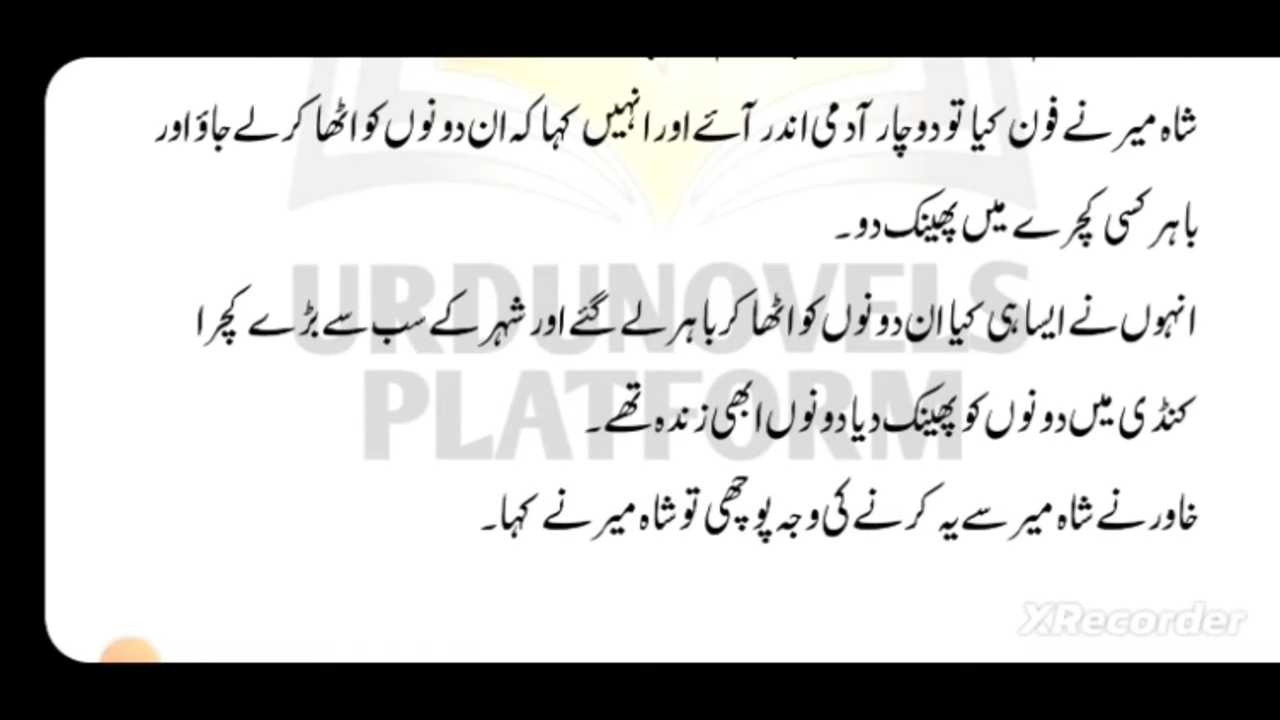 شاہ میر نے فون کیا تو دو چار آدمی اندر آئے اور انہیں کہا کہ ان دونوں کو اٹھا کر لے جاؤ اور
باہر کسی کچرے میں پھینک دو۔
انہوں نے ایسا ہی کیا ان دونوں کو اٹھا کر باہر لے گئے اور شہر کے سب سے بڑے کچرا
کنڈی میں دونوں کو پھینک دیا دونوں ابھی زندہ تھے۔
خاور نے شاہ میر سے یہ کرنے کی وجہ پوچھی تو شاہ میر نے کہا۔
URDUNOVELS
PLATFORM
XRecorder